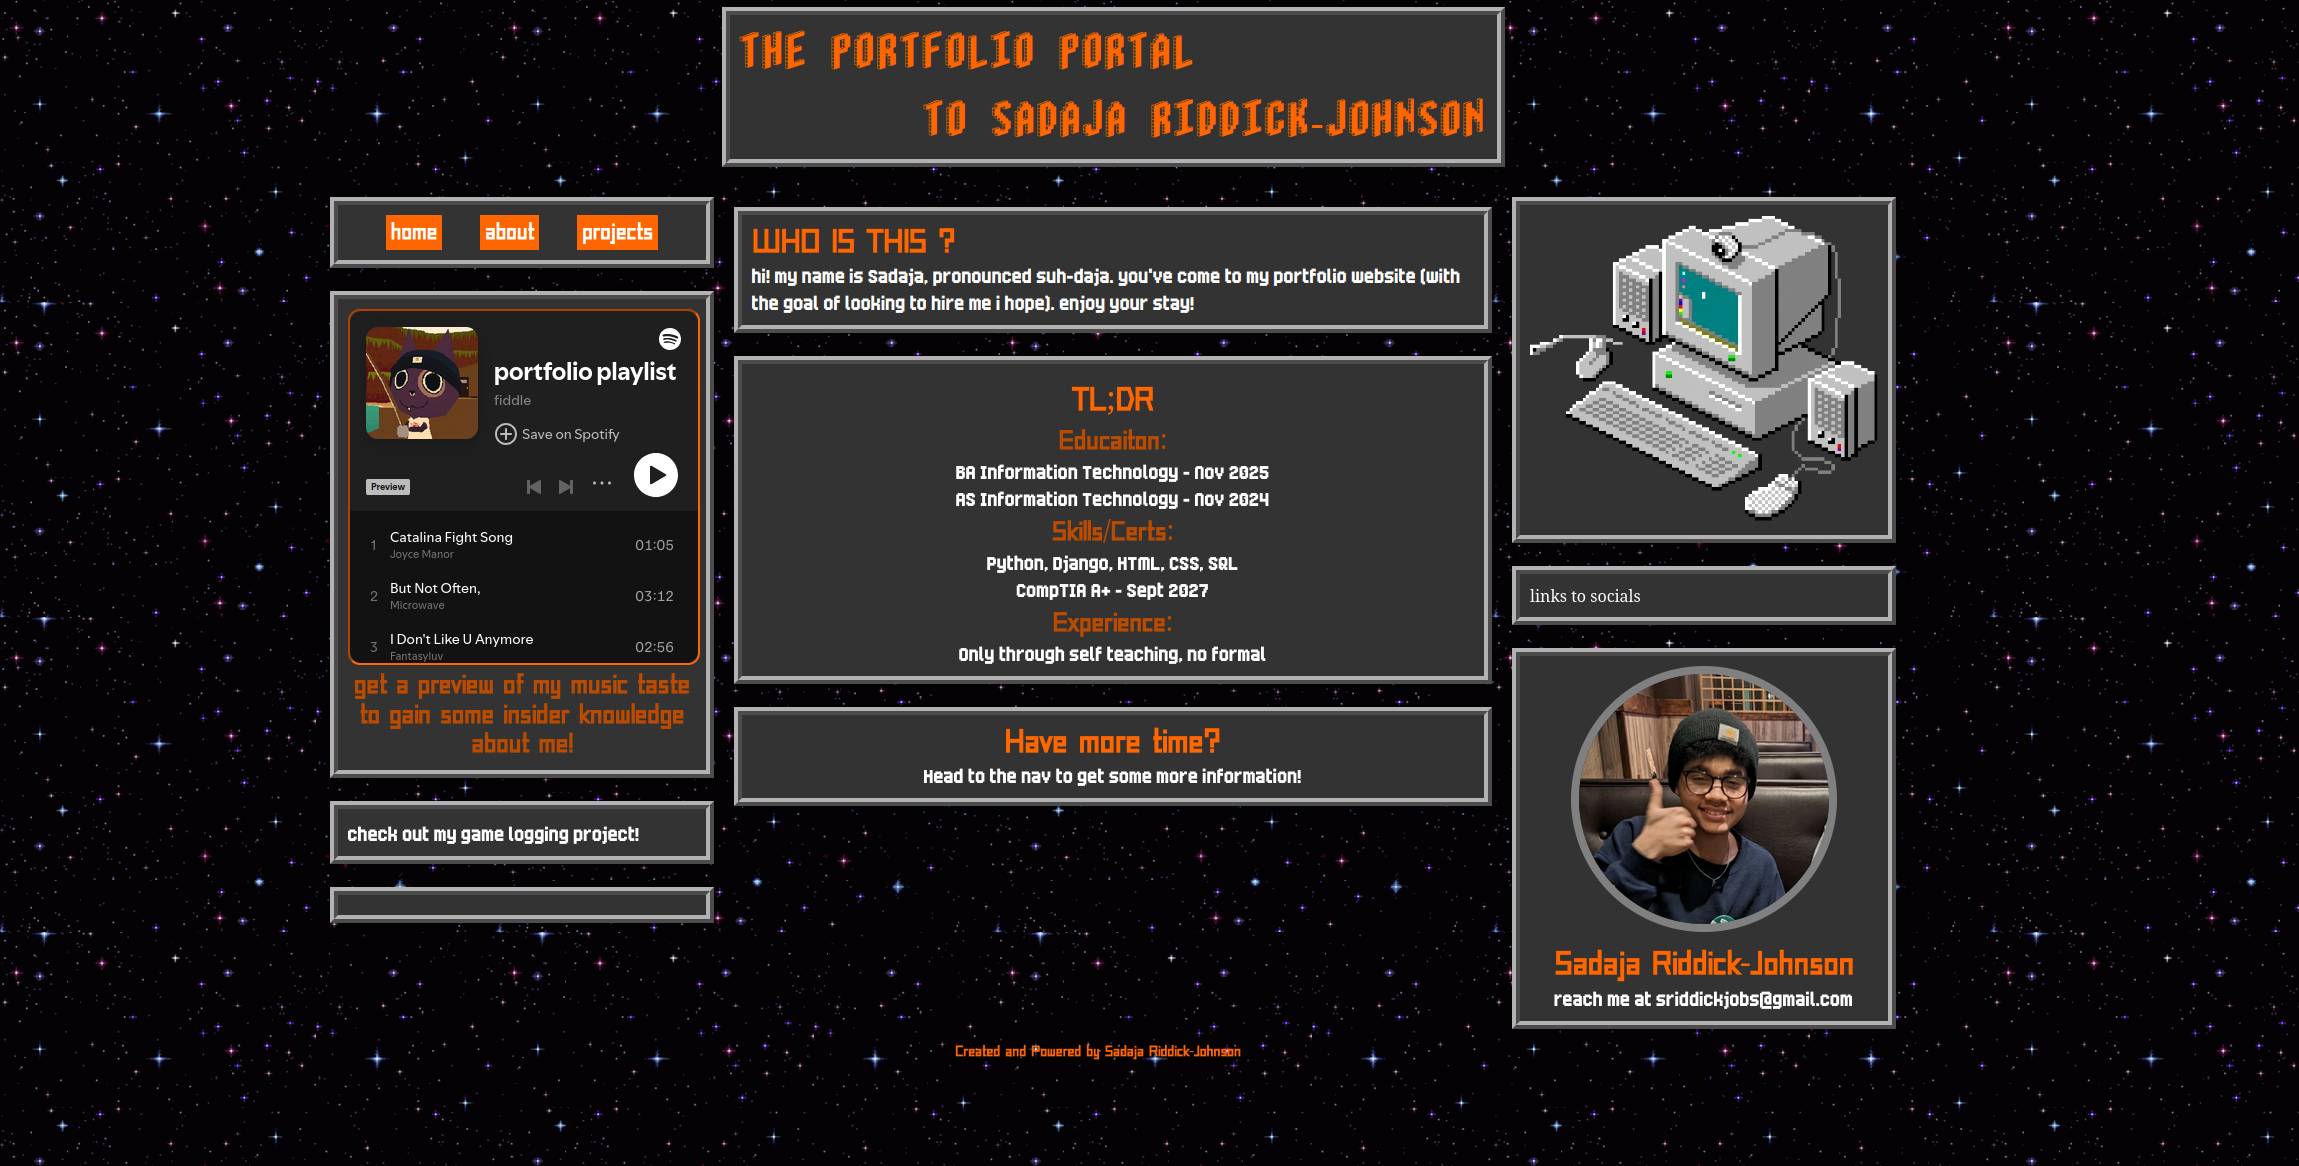 THE PORTFOLIO PORTAL
TO SADAJA RIDDICK-JOHNSON
home about projects
portfolio playlist
fiddle
Save on Spotify
Preview
1 Catalina Fight Song 01:05
Joyce Manor
2 But Not Often, 03:12
Microwave
3 I Don't Like U Anymore 02:56
Fantasyluv
get a preview of my music taste
to gain some insider knowledge
about me!
check out my game logging project!
WHO IS THIS ?
hi! my name is Sadaja, pronounced suh-daja. you've come to my portfolio website (with
the goal of looking to hire me i hope). enjoy your stay!
TL;DR
Educaiton:
BA Information Technology - Nov 2025
AS Information Technology - Nov 2024
Skills/Certs:
Python, Django, HTML, CSS, SQL
CompTIA A+ - Sept 2027
Experience:
Only through self teaching, no formal
Have more time?
Head to the nav to get some more information!
links to socials
Sadaja Riddick-Johnson
reach me at sriddickjobs@gmail.com
Created and Powered by Sadaja Riddick-Johnson